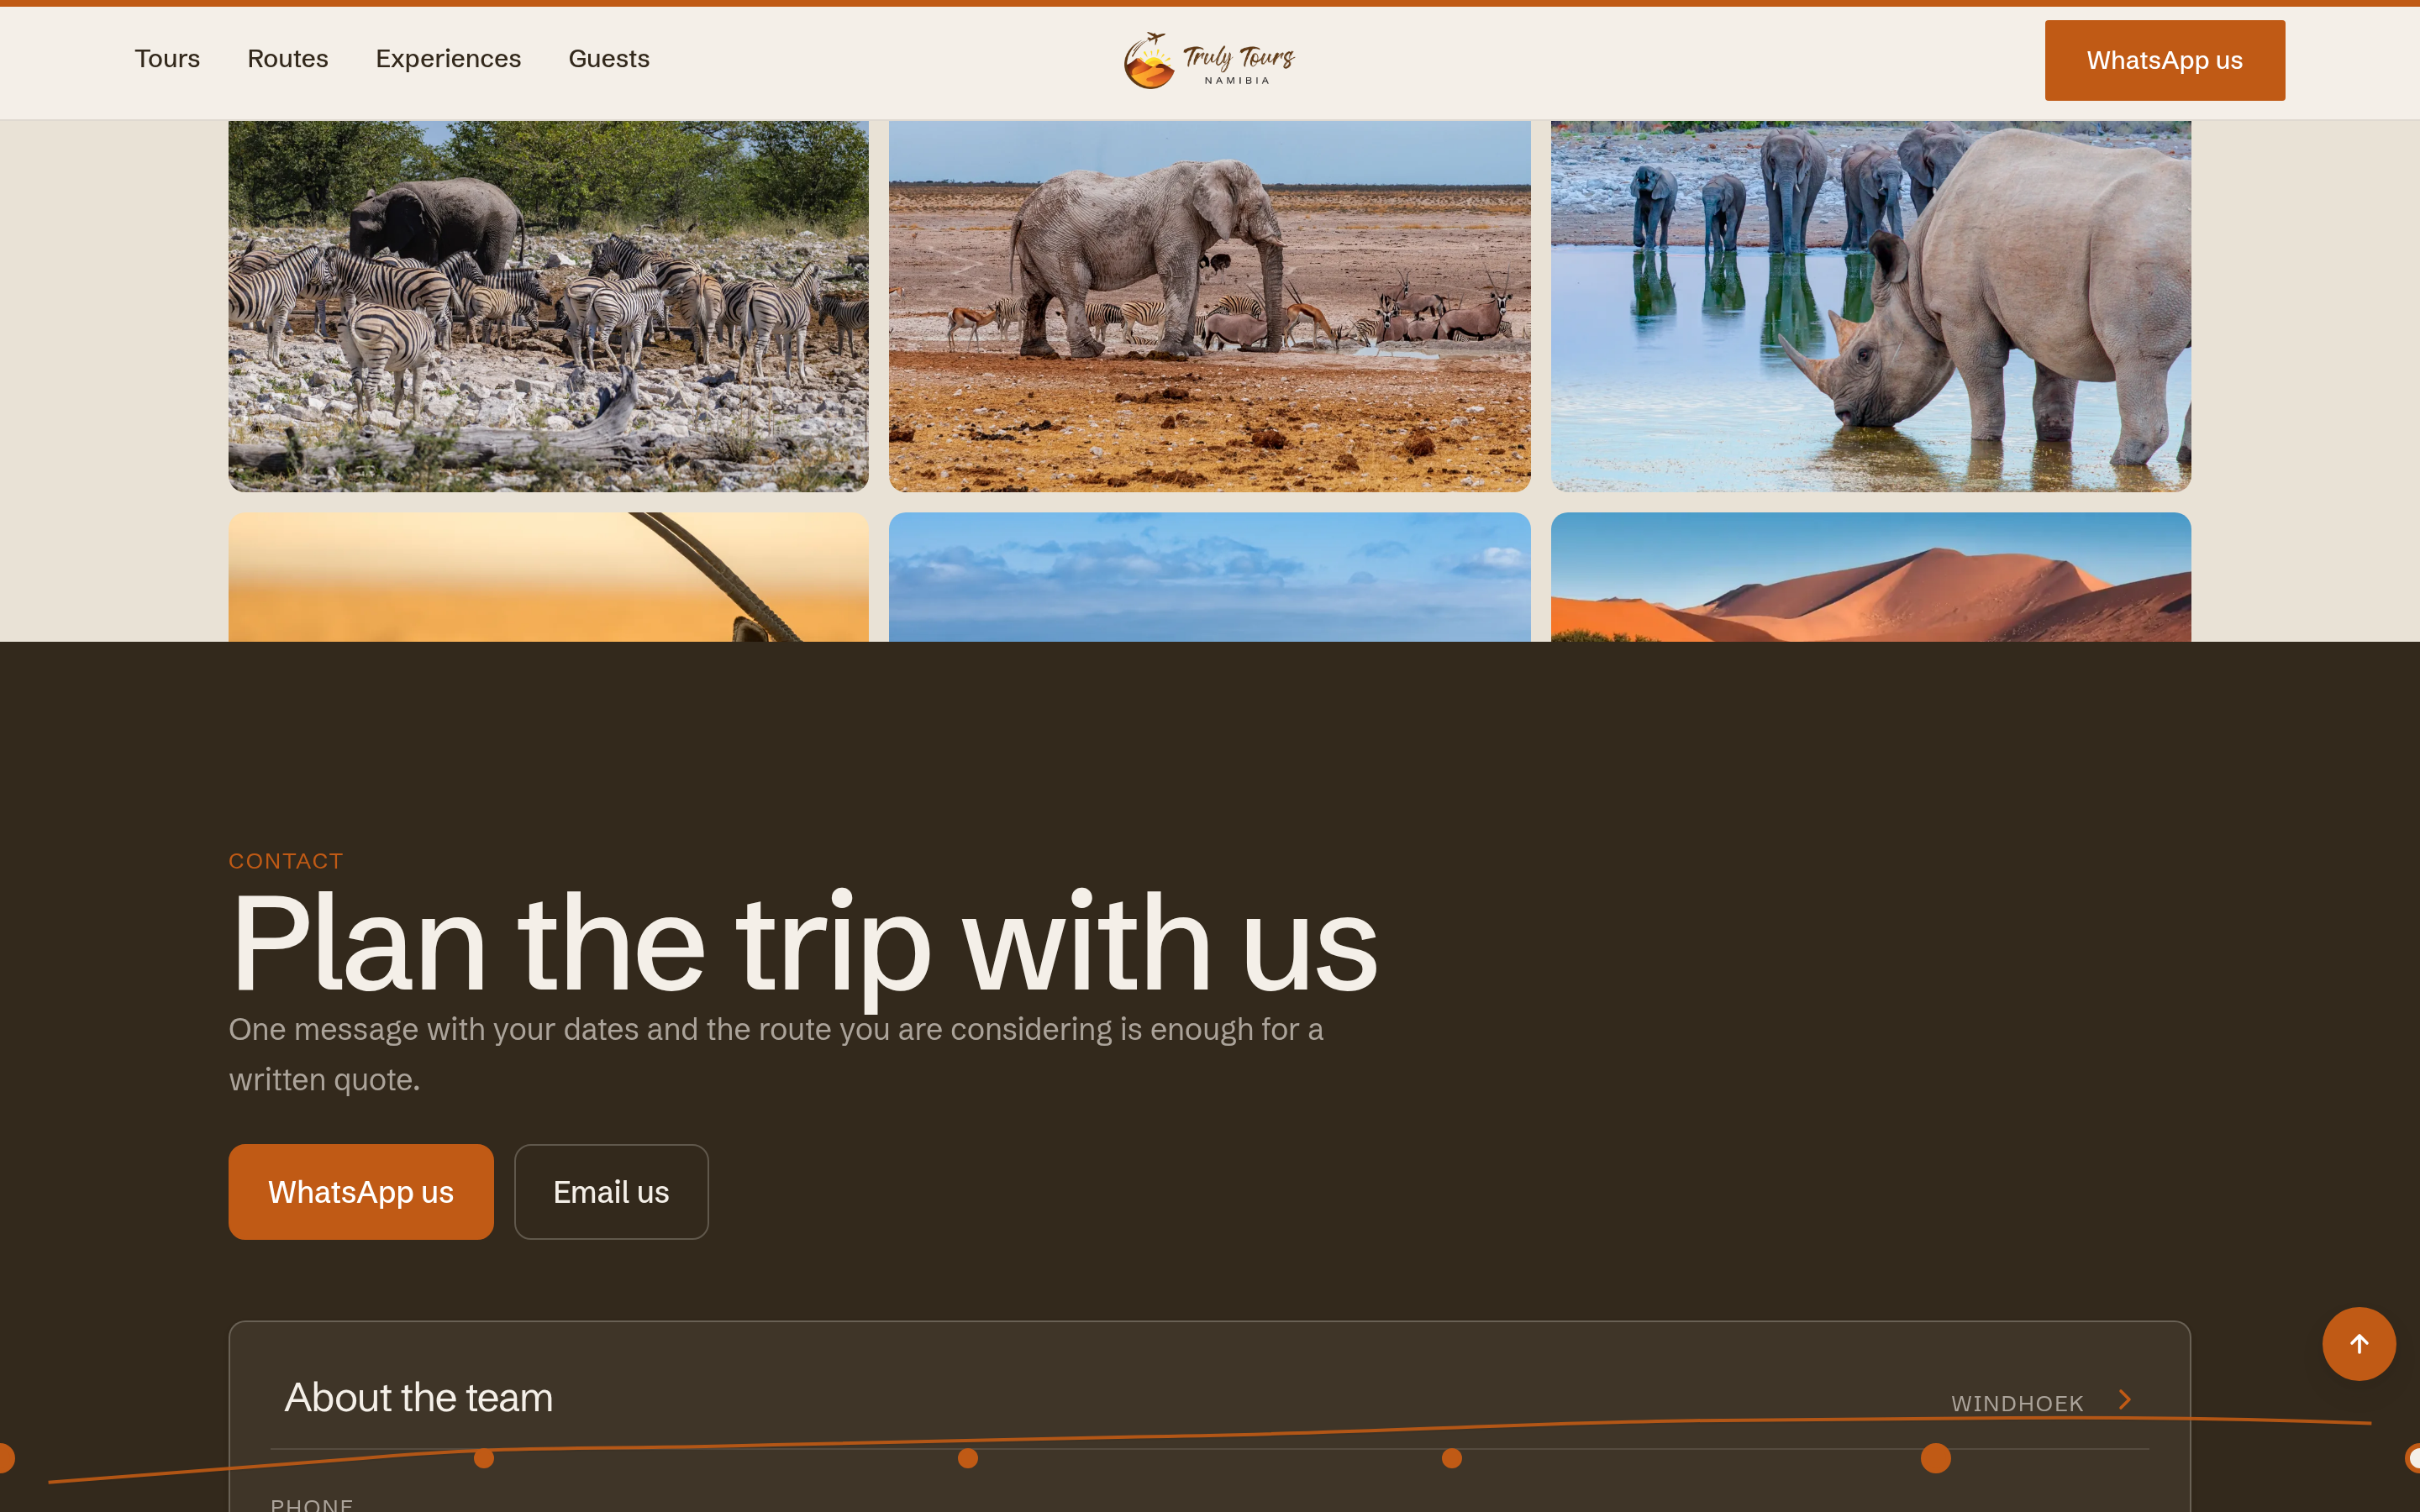 Tours
Routes
Experiences
Guests
Truly Tours
NAMIBIA
WhatsApp us
CONTACT
Plan the trip with us
One message with your dates and the route you are considering is enough for a
written quote.
WhatsApp us
Email us
About the team
WINDHOEK
PHONE